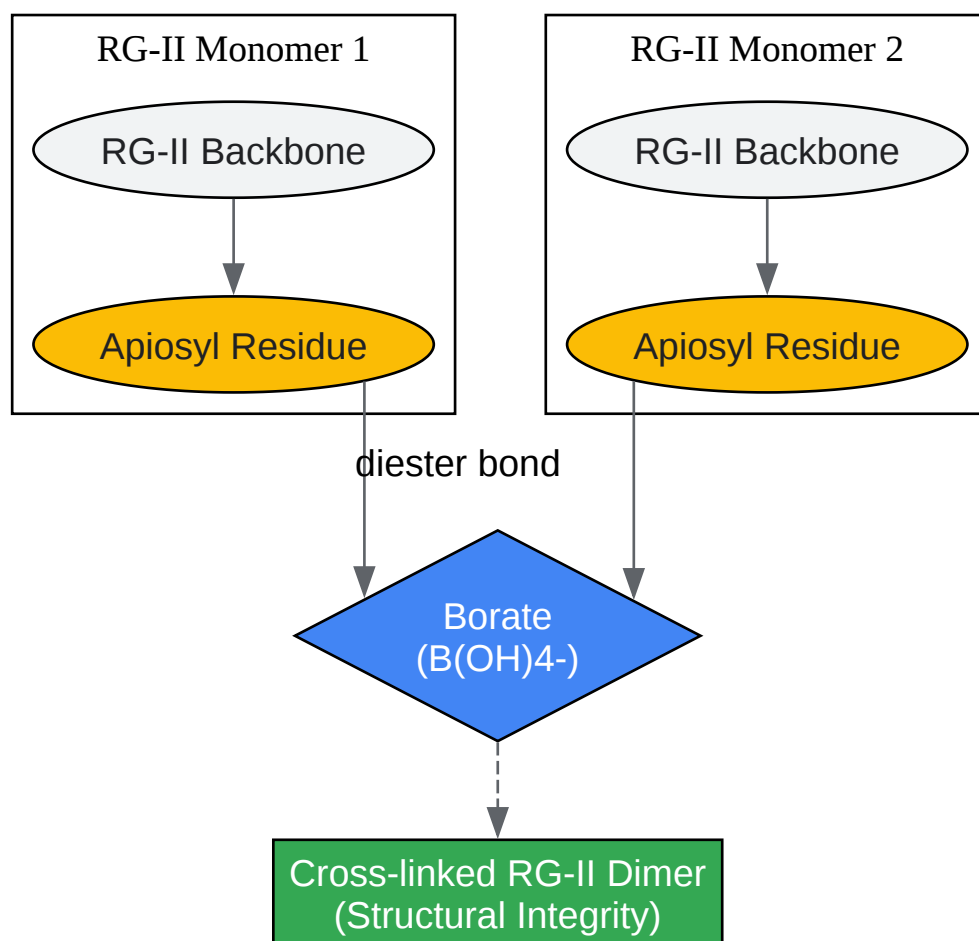 RG-II Monomer 1
RG-II Monomer 2
RG-II Backbone
RG-II Backbone
Apiosyl Residue
Apiosyl Residue
diester bond
Borate
(B(OH)4-)
Cross-linked RG-II Dimer
(Structural Integrity)